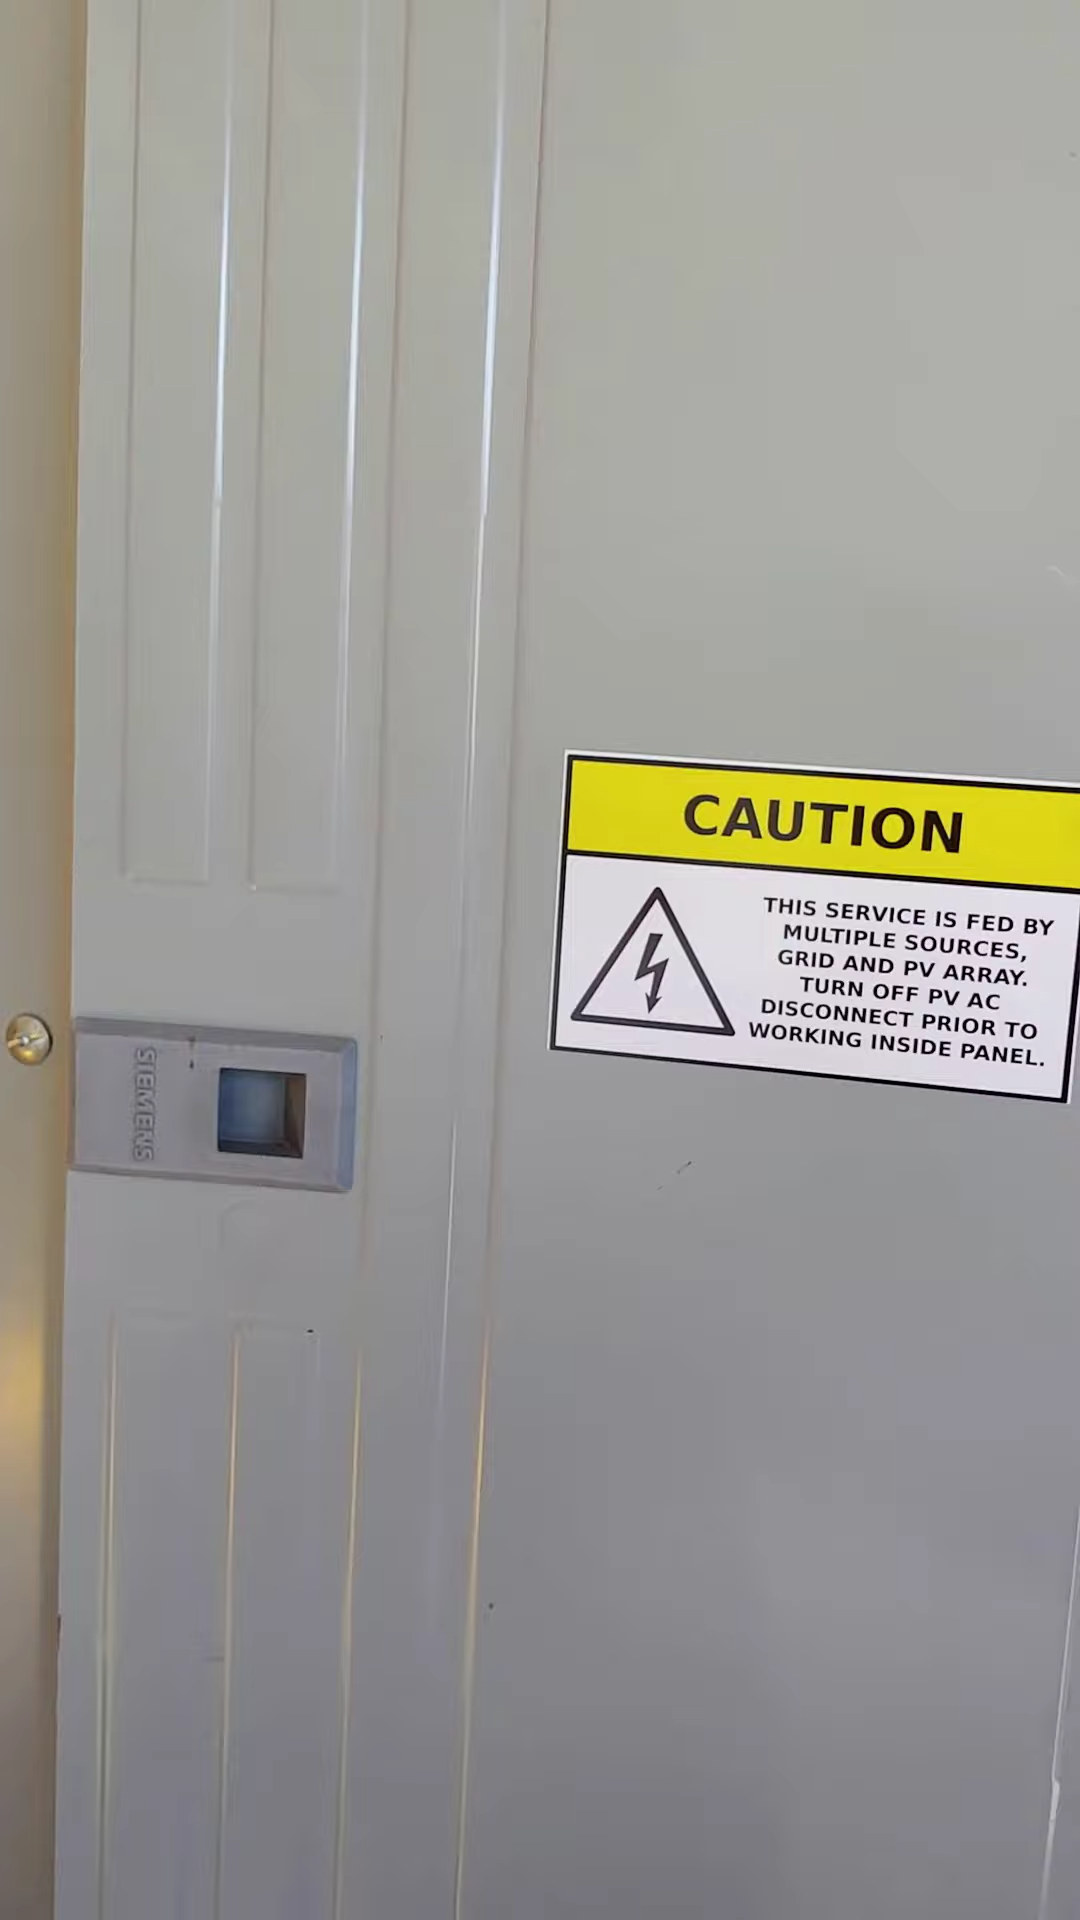 CAUTION
THIS SERVICE IS FED BY
MULTIPLE SOURCES,
GRID AND PV ARRAY.
TURN OFF PV AC
DISCONNECT PRIOR TO
WORKING INSIDE PANEL.
SIEMENS